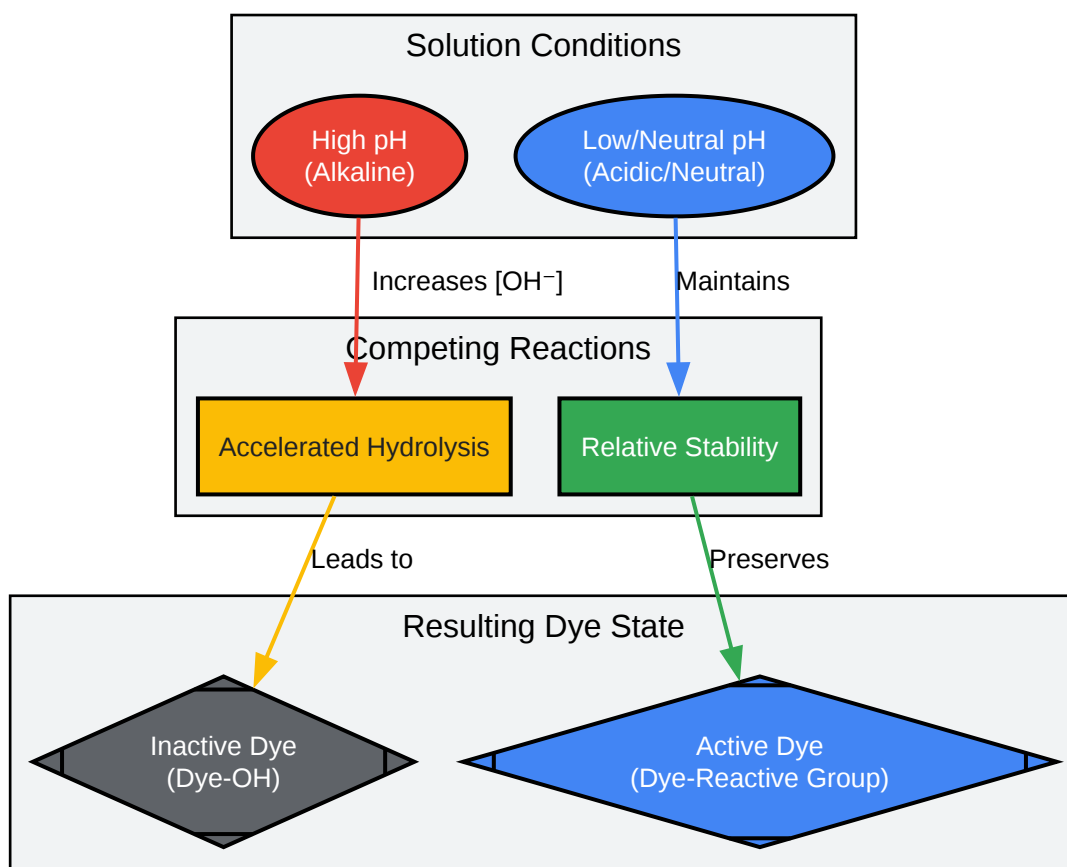 Solution Conditions
High pH
(Alkaline)
Low/Neutral pH
(Acidic/Neutral)
Increases [OH⁻]
Maintains
Competing Reactions
Accelerated Hydrolysis
Relative Stability
Leads to
Preserves
Resulting Dye State
Inactive Dye
(Dye-OH)
Active Dye
(Dye-Reactive Group)